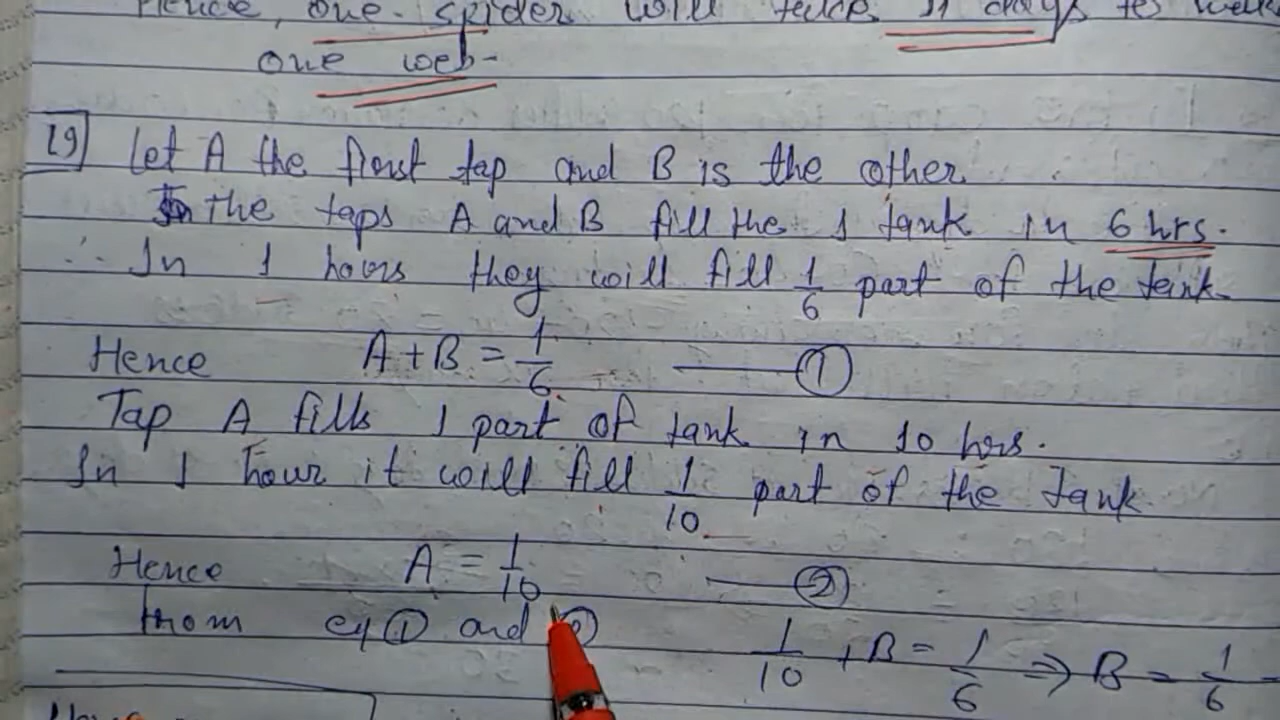 Hence, one spider will take days to
one web-
19 Let A the first tap and B is the other.
In the taps A and B fill the 1 tank in 6 hrs.
∴ In 1 hours they will fill 1/6 part of the tank.
Hence A + B = 1/6 —— ①
Tap A fills 1 part of tank in 10 hrs.
In 1 hour it will fill 1/10 part of the tank
Hence A = 1/10 —— ②
from eq ① and ② 1/10 + B = 1/6 ⇒ B = 1/6 -